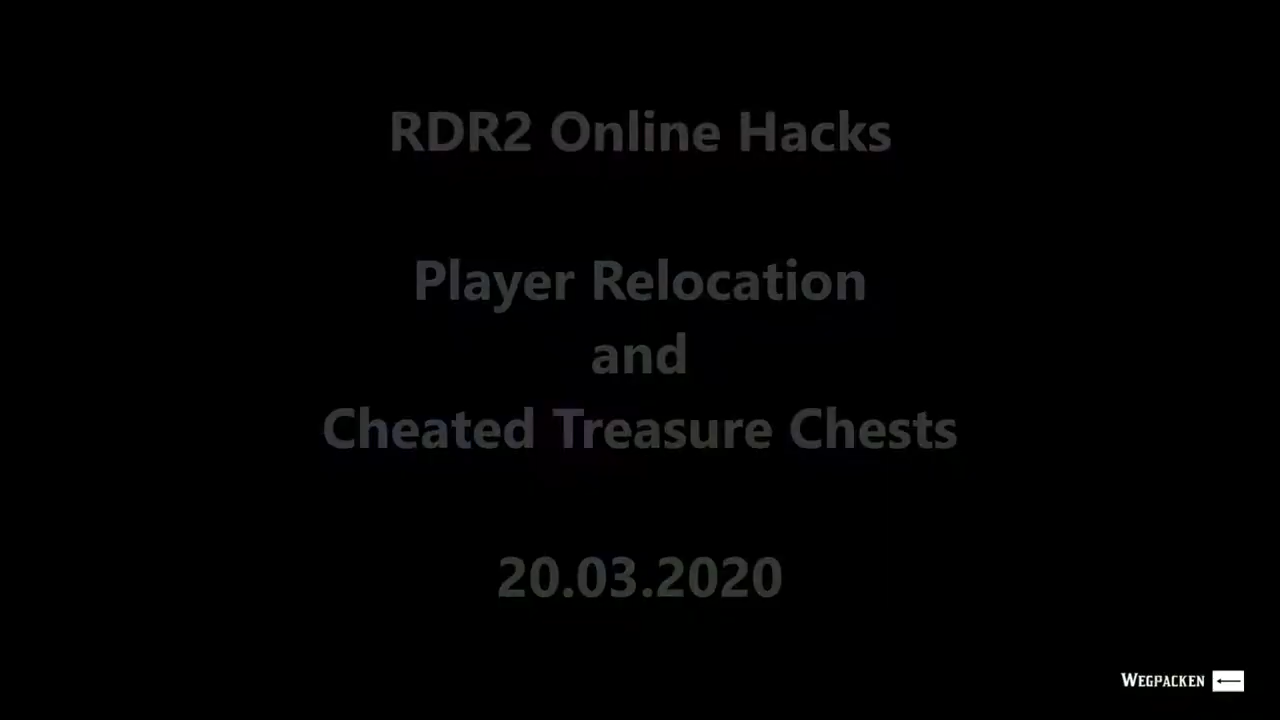 RDR2 Online Hacks
Player Relocation
and
Cheated Treasure Chests
20.03.2020
Wegpacken